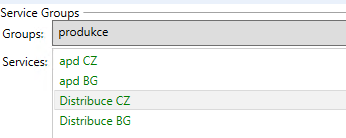 Service Groups
Groups: produkce
Services: apd CZ
apd BG
Distribuce CZ
Distribuce BG